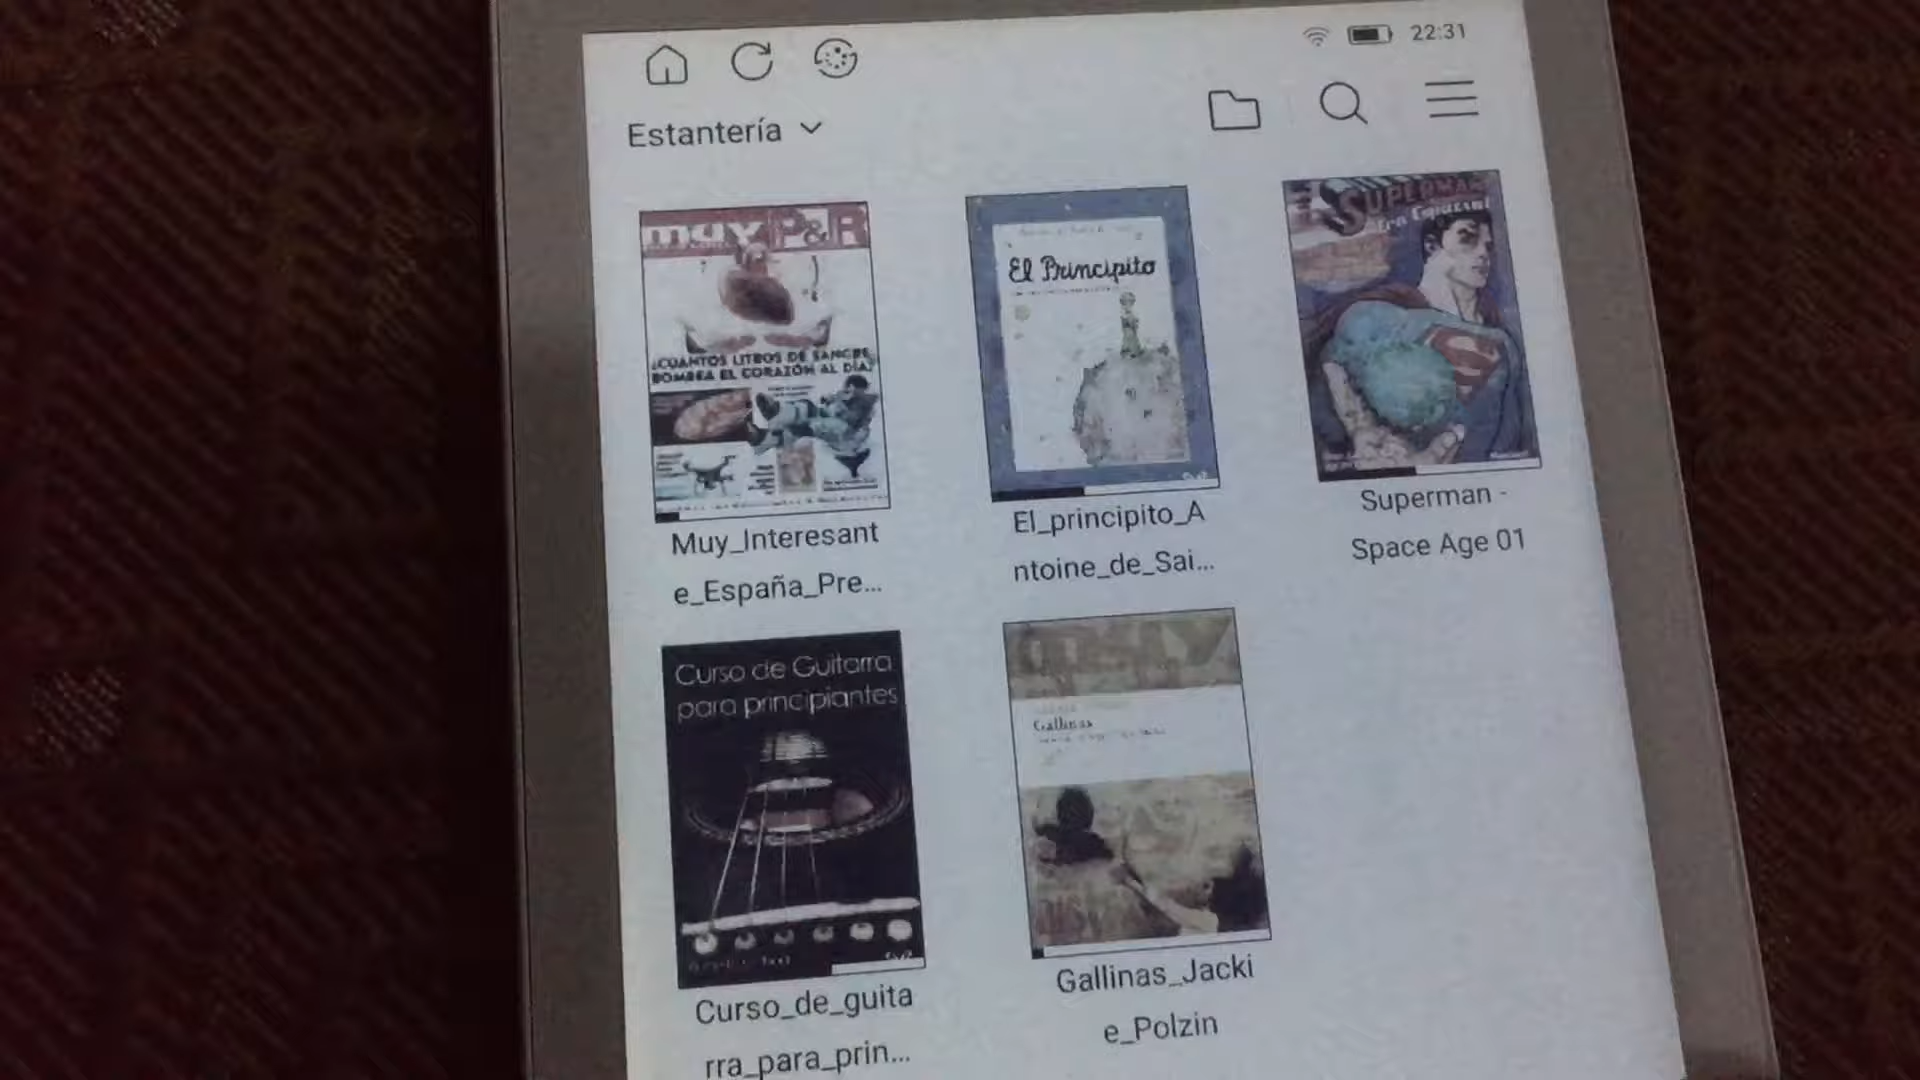 22:31
Estantería
muy P&R
¿CUÁNTOS LITROS DE SANGRE
BOMBEA EL CORAZÓN AL DÍA?
Muy_Interesant
e_España_Pre...
El Principito
El_principito_A
ntoine_de_Sai...
SUPERMAN
Superman -
Space Age 01
Curso de Guitarra
para principiantes
Curso_de_guita
rra_para_prin...
Gallinas
Gallinas_Jacki
e_Polzin